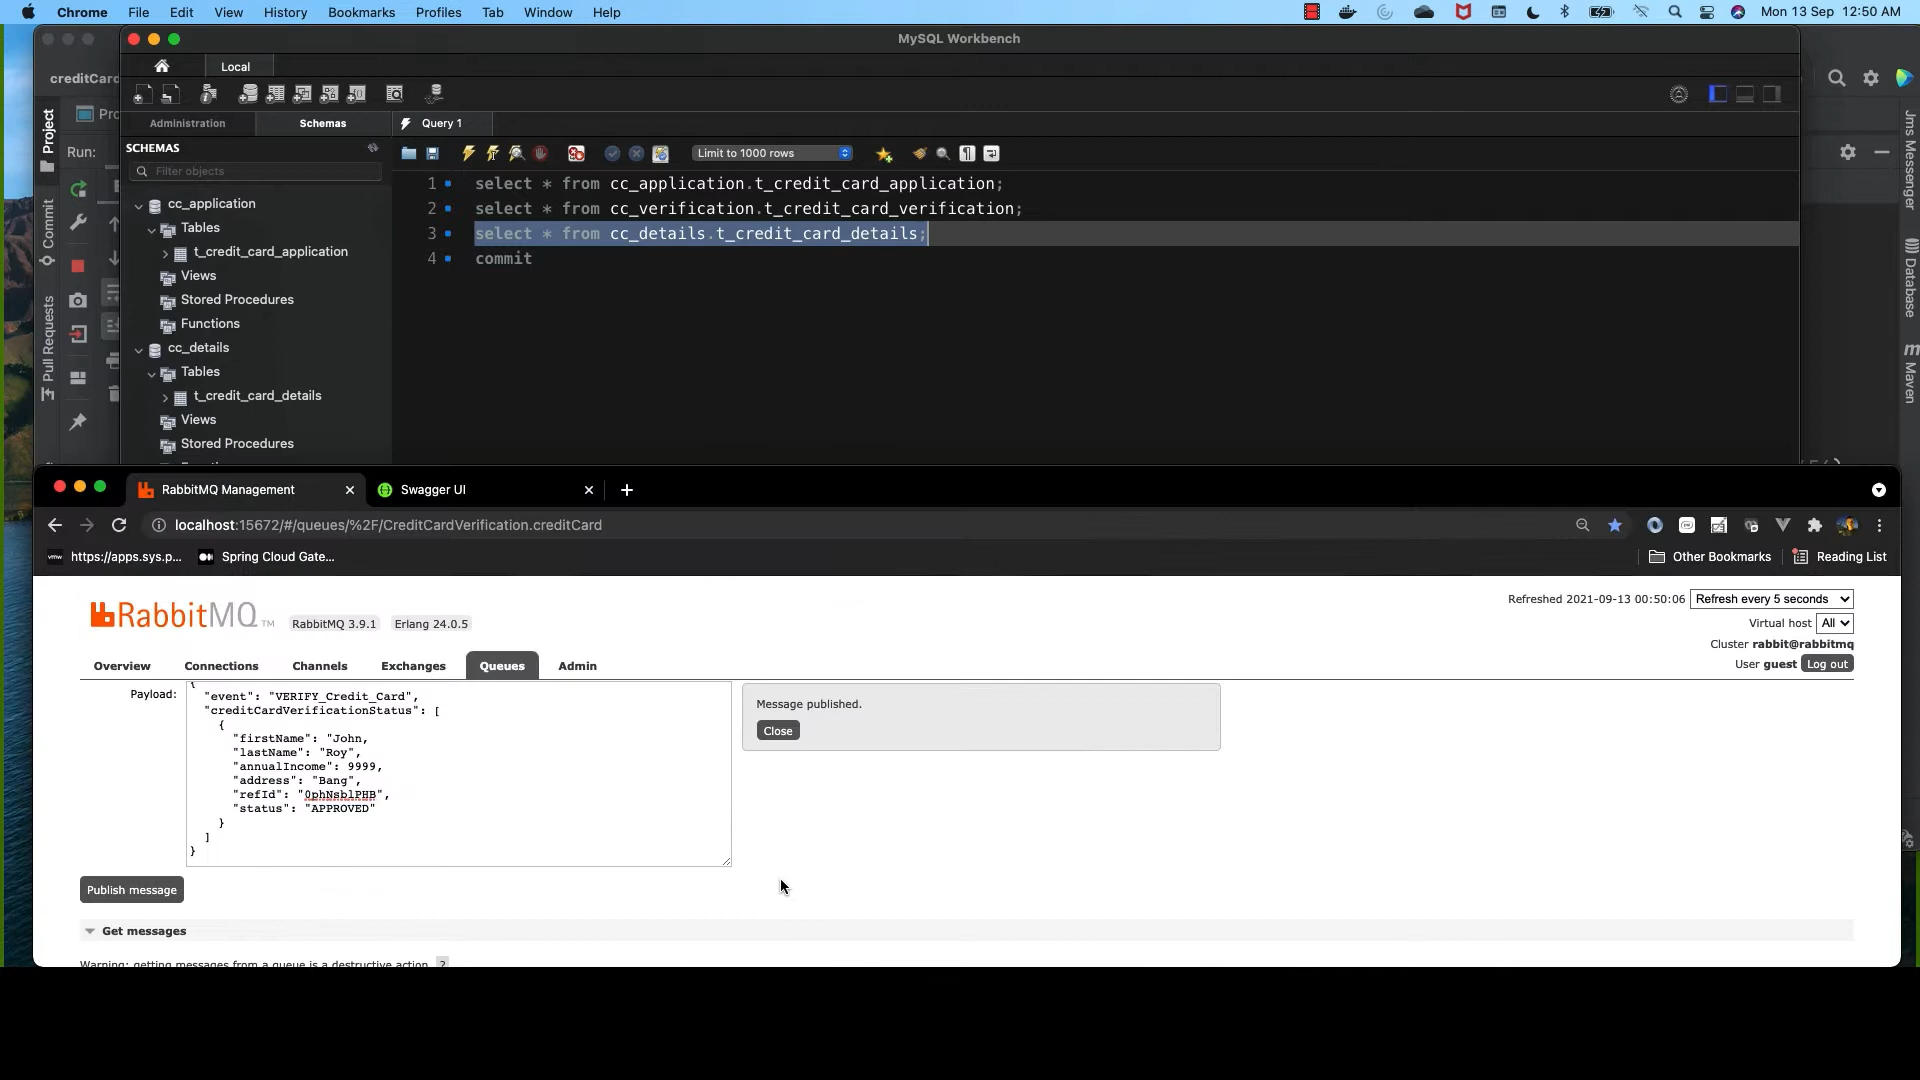 Chrome File Edit View History Bookmarks Profiles Tab Window Help Mon 13 Sep 12:50 AM
MySQL Workbench
creditCard
Local
Administration Schemas Query 1
SCHEMAS
Limit to 1000 rows
Filter objects
Project
Commit
Pull Requests
Run:
Jms Messenger
Database
Maven
cc_application
Tables
t_credit_card_application
Views
Stored Procedures
Functions
cc_details
Tables
t_credit_card_details
Views
Stored Procedures
1 select * from cc_application.t_credit_card_application;
2 select * from cc_verification.t_credit_card_verification;
3 select * from cc_details.t_credit_card_details;
4 commit
RabbitMQ Management Swagger UI
localhost:15672/#/queues/%2F/CreditCardVerification.creditCard
https://apps.sys.p... Spring Cloud Gate... Other Bookmarks Reading List
RabbitMQ TM RabbitMQ 3.9.1 Erlang 24.0.5
Refreshed 2021-09-13 00:50:06 Refresh every 5 seconds
Virtual host All
Cluster rabbit@rabbitmq
User guest Log out
Overview Connections Channels Exchanges Queues Admin
Payload:
{
"event": "VERIFY_Credit_Card",
"creditCardVerificationStatus": [
{
"firstName": "John,
"lastName": "Roy",
"annualIncome": 9999,
"address": "Bang",
"refId": "0phNsblPHB",
"status": "APPROVED"
}
]
}
Message published.
Close
Publish message
Get messages
Warning: getting messages from a queue is a destructive action. ?